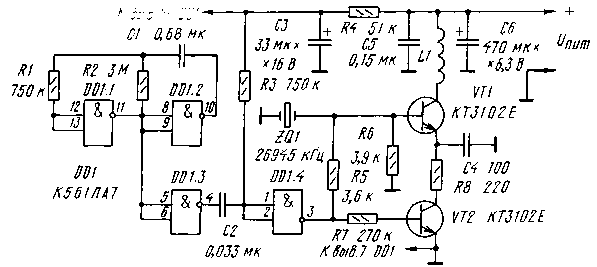 C1 0,68 мк
C3
33 мк×
×16 В
R4 51 к
C5
0,15 мк
L1
C6
470 мк×
×6,3 В
+
Uпит
R1
750 к
R2 3 М
DD1.1
DD1.2
&
&
12
13
11
8
9
10
R3 750 к
DD1
К561ЛА7
ZQ1
26945 кГц
R6
3,9 к
R5
3,6 к
VT1
КТ3102Е
C4 100
R8 220
DD1.3
DD1.4
&
&
5
6
4
1
2
3
C2
0,033 мк
R7 270 к
К выв.7 DD1
VT2 КТ3102Е